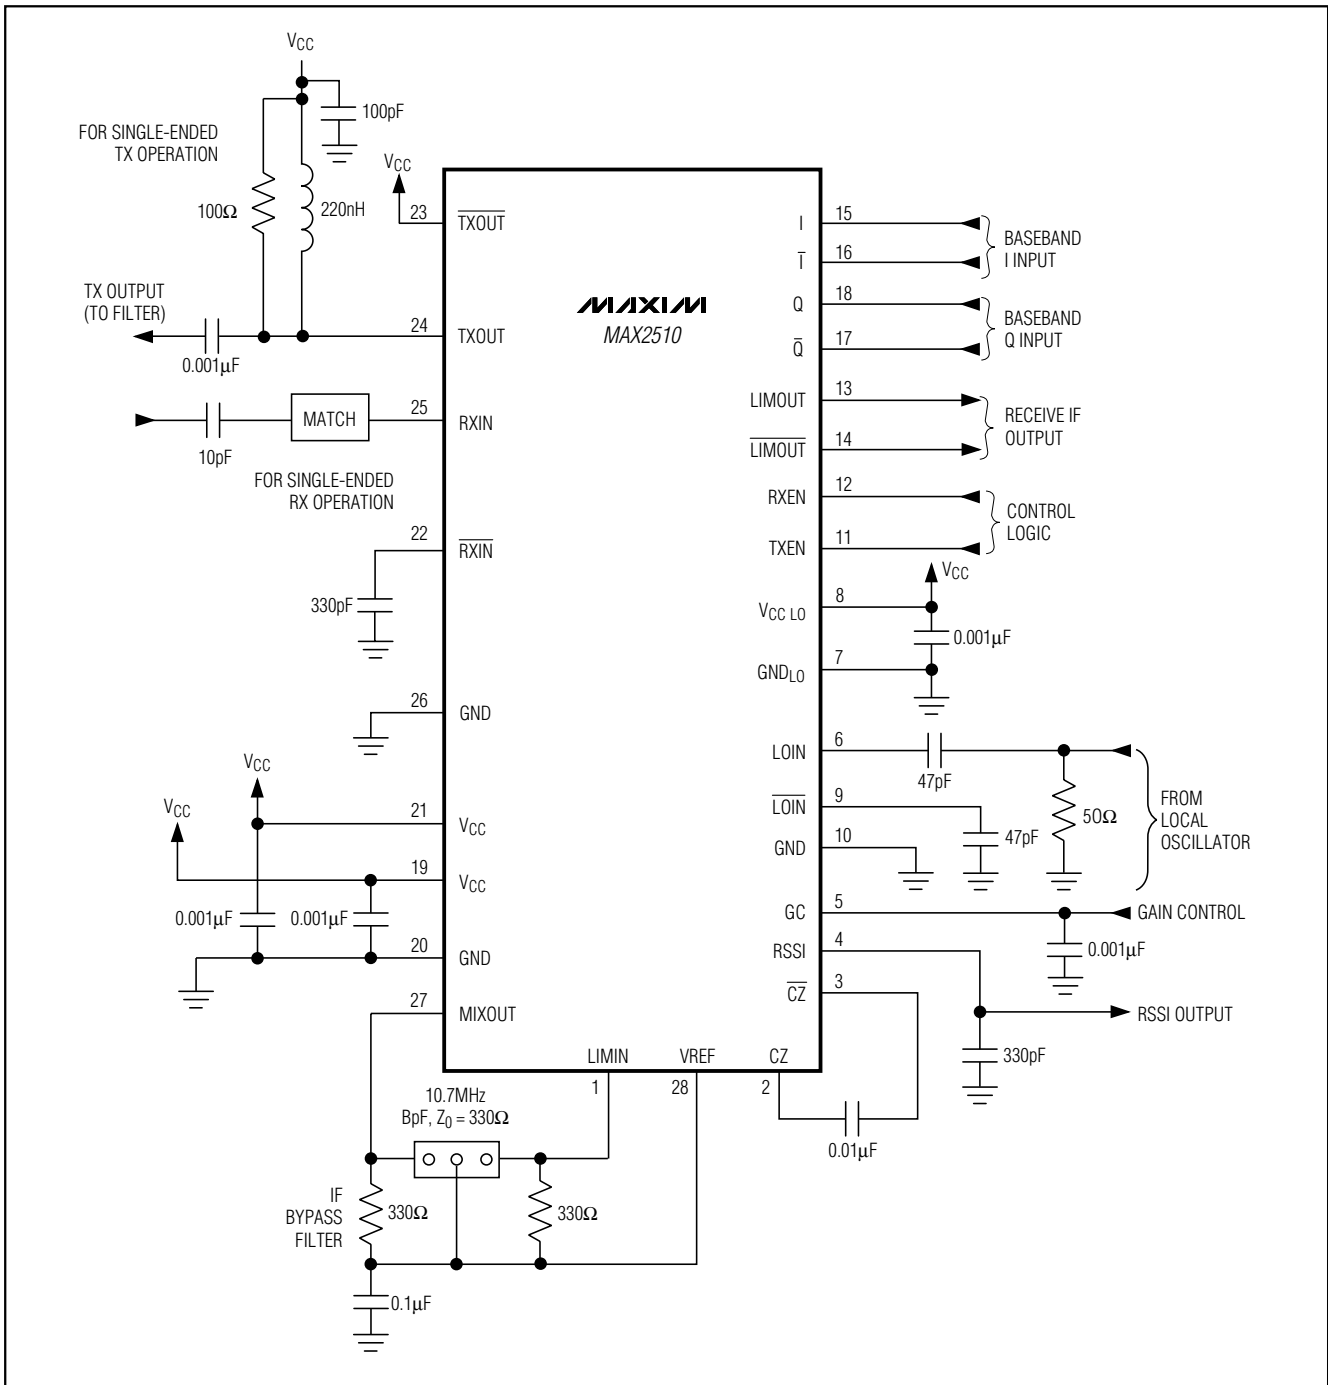 VCC
100pF
FOR SINGLE-ENDED
TX OPERATION
100Ω
220nH
VCC
23
TXOUT
TX OUTPUT
(TO FILTER)
0.001µF
24
TXOUT
MAXIM
MAX2510
10pF
MATCH
25
RXIN
FOR SINGLE-ENDED
RX OPERATION
22
RXIN
330pF
26
GND
VCC
21
VCC
VCC
19
VCC
0.001µF
0.001µF
20
GND
27
MIXOUT
I
15
I
16
BASEBAND
I INPUT
Q
18
Q
17
BASEBAND
Q INPUT
LIMOUT
13
LIMOUT
14
RECEIVE IF
OUTPUT
RXEN
12
TXEN
11
CONTROL
LOGIC
VCC
VCC LO
8
0.001µF
GNDLO
7
LOIN
6
47pF
50Ω
FROM
LOCAL
OSCILLATOR
LOIN
9
47pF
GND
10
GC
5
GAIN CONTROL
0.001µF
RSSI
4
RSSI OUTPUT
330pF
CZ
3
LIMIN
1
VREF
28
CZ
2
0.01µF
10.7MHz
BpF, Z0 = 330Ω
IF
BYPASS
FILTER
330Ω
330Ω
0.1µF